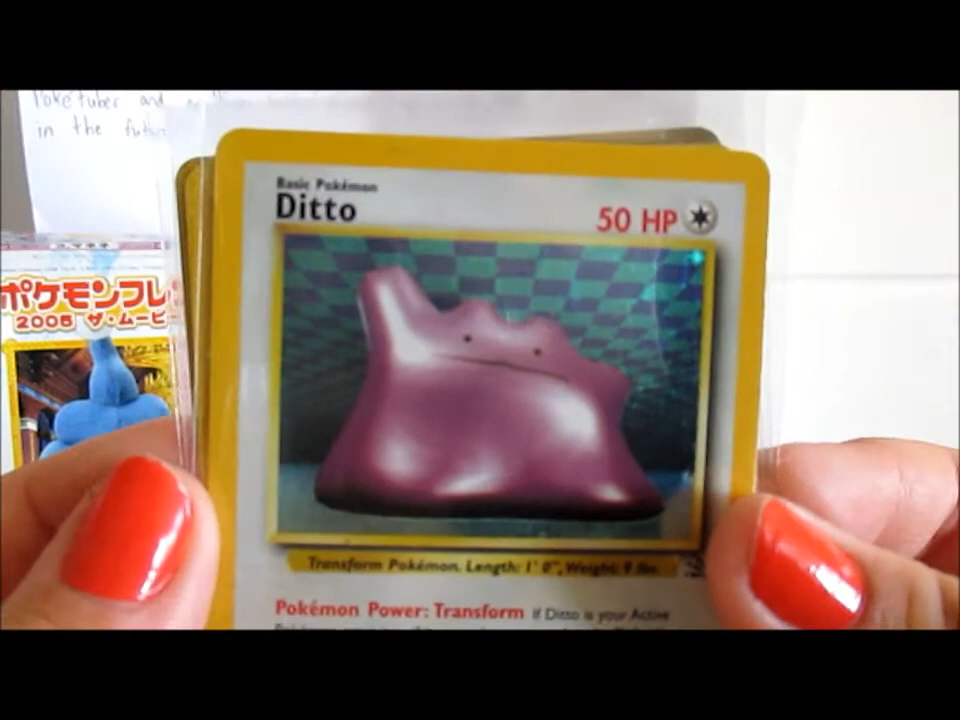 Poketuber and
in the future
ポケモンフレ
2005 ザ・ムービ
Basic Pokémon
Ditto
50 HP
Transform Pokémon. Length: 1' 0", Weight: 9 lbs.
Pokémon Power: Transform If Ditto is your Active